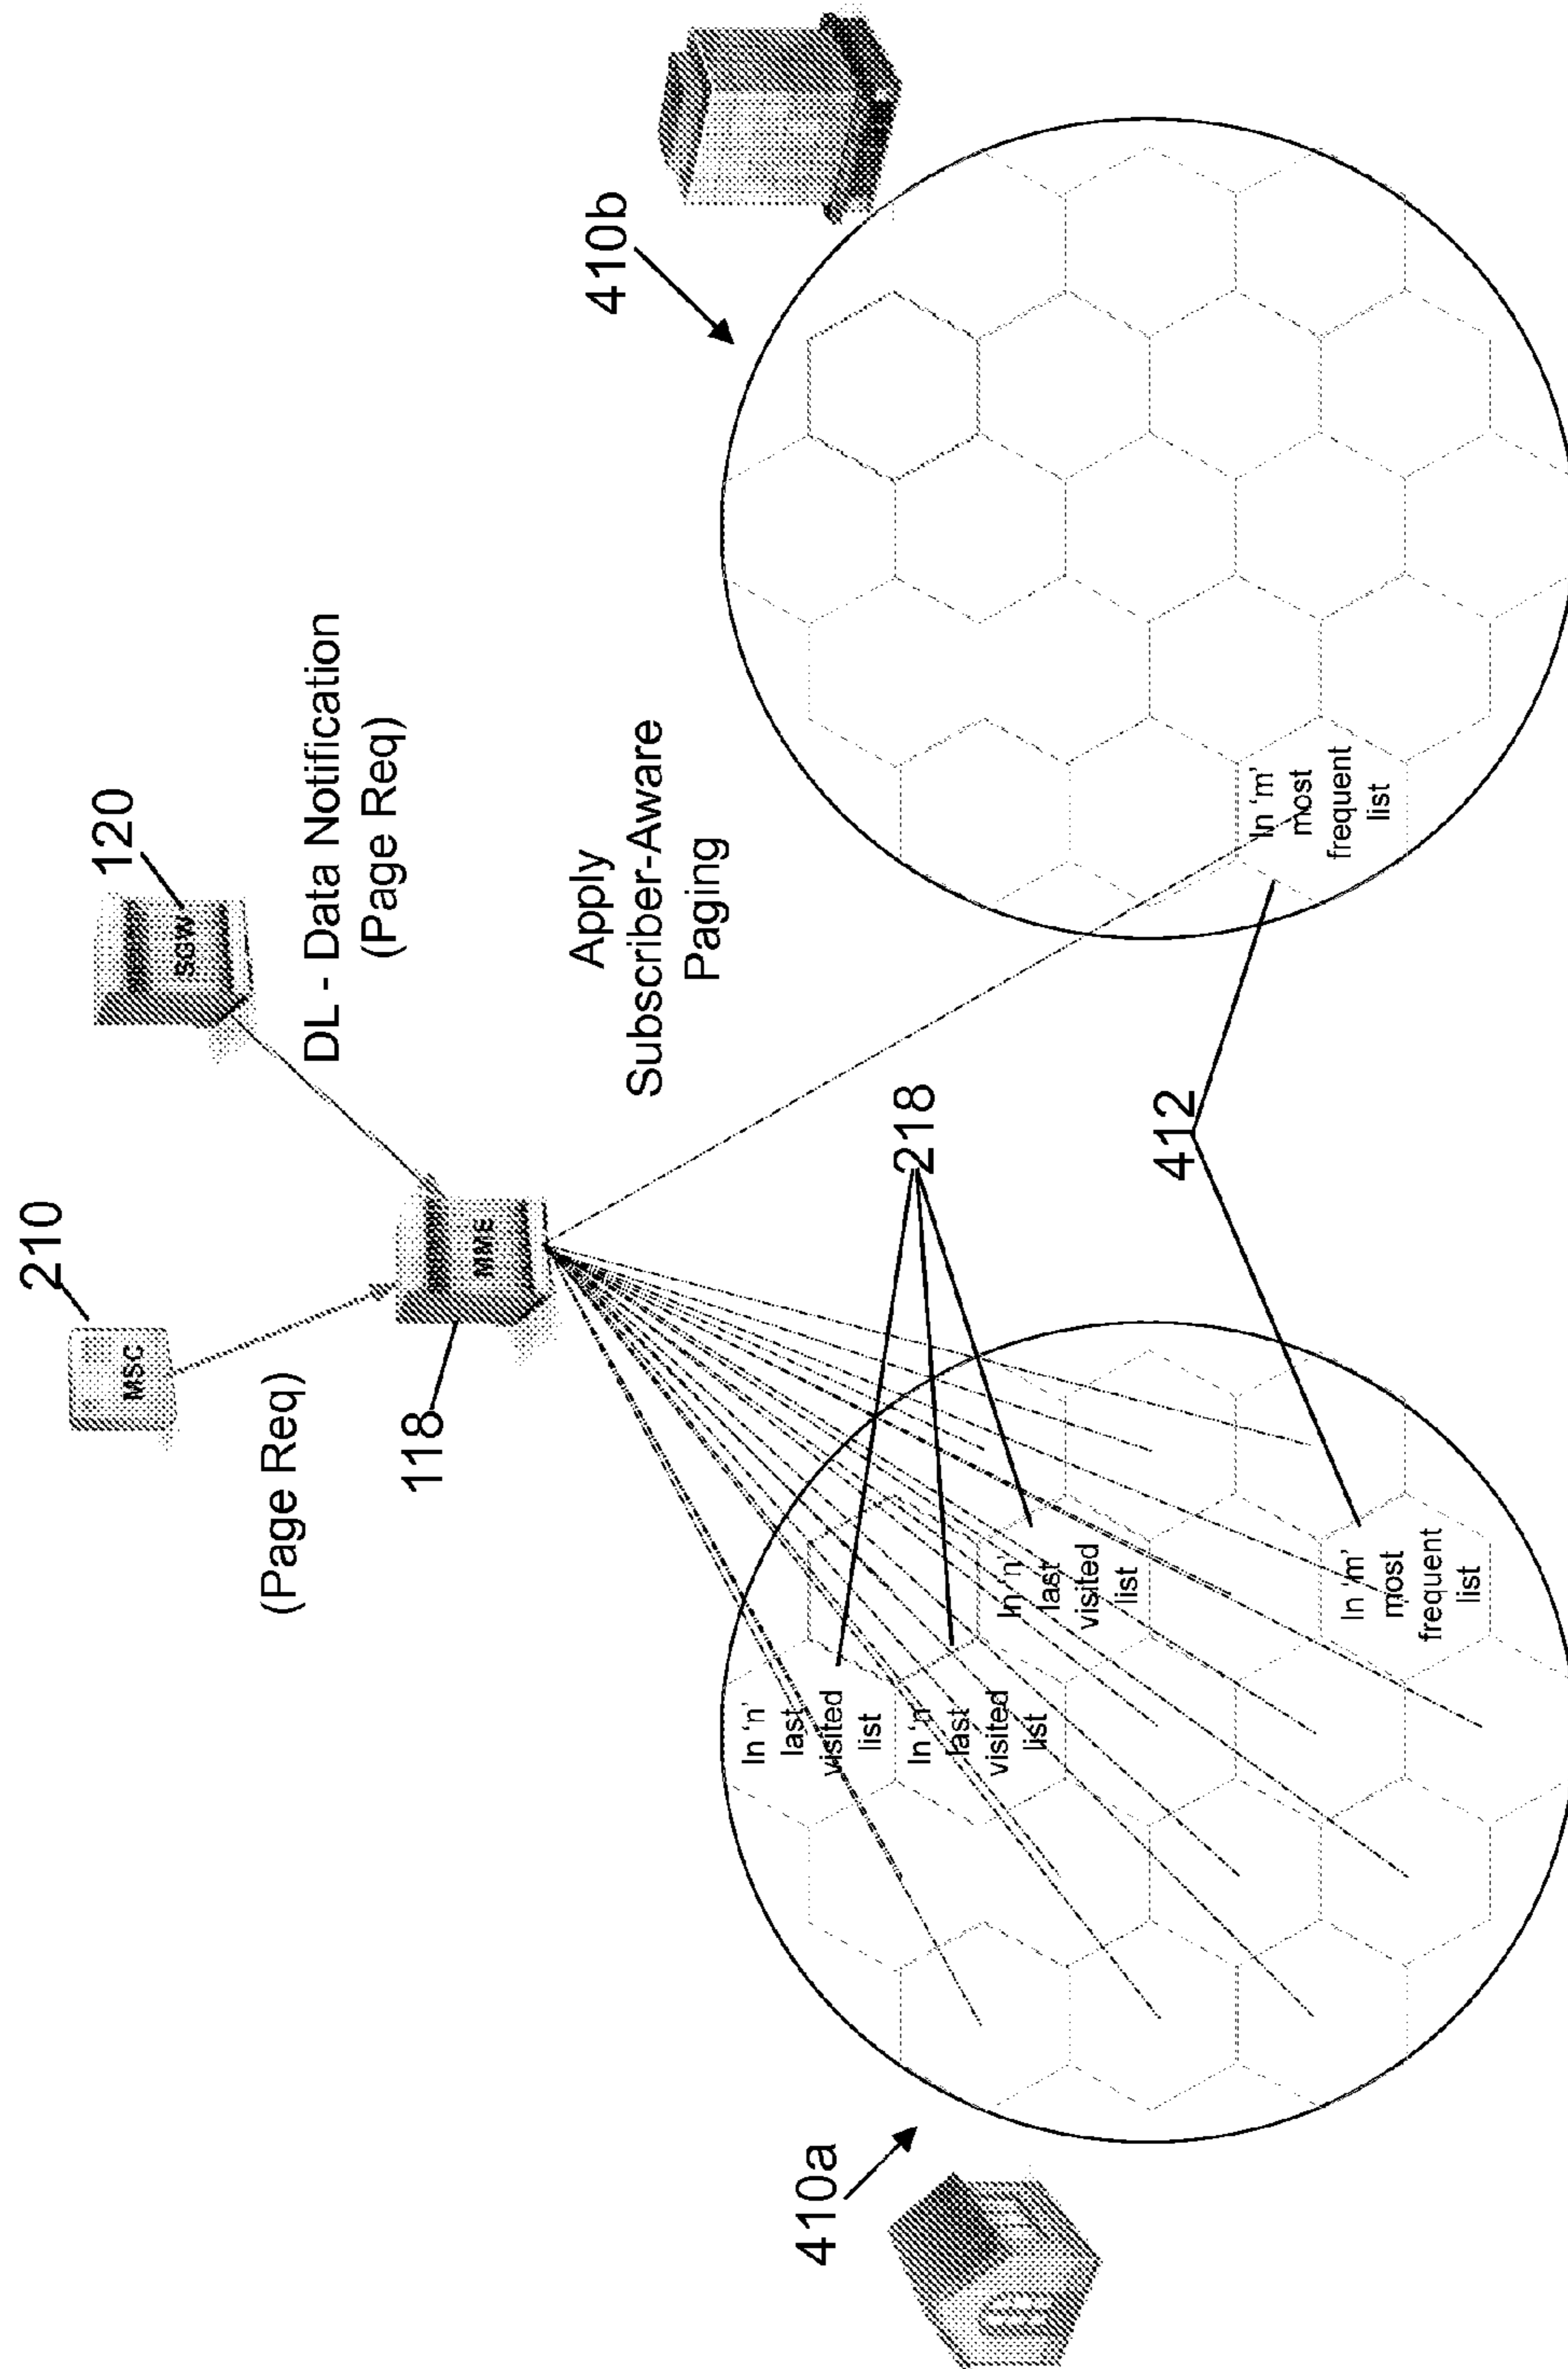 210
MSC
(Page Req)
120
SGW
DL - Data Notification
(Page Req)
118
MME
Apply
Subscriber-Aware
Paging
410a
410b
218
412
In 'n'
last
visited
list
In 'n'
last
visited
list
In 'n'
last
visited
list
In 'm'
most
frequent
list
In 'm'
most
frequent
list